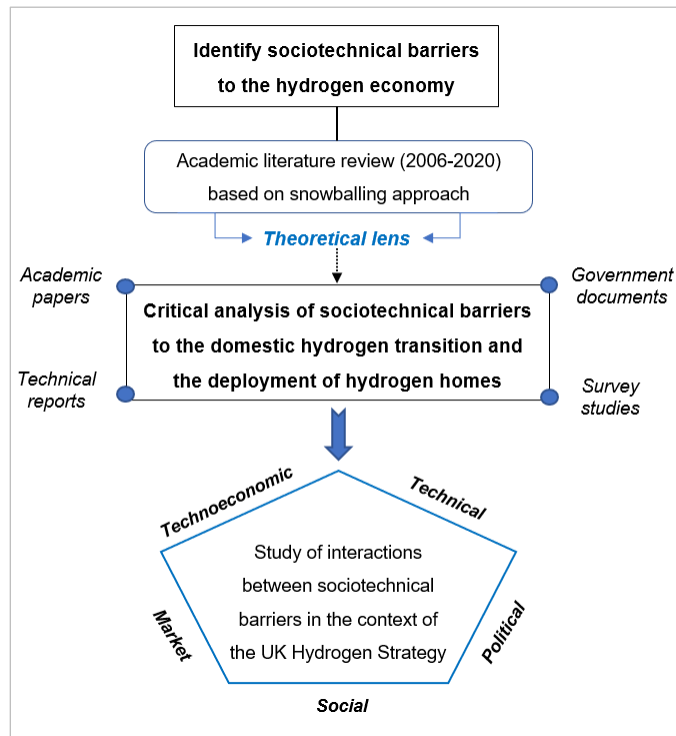 Identify sociotechnical barriers
to the hydrogen economy
Academic literature review (2006-2020)
based on snowballing approach
Theoretical lens
Academic
papers
Government
documents
Critical analysis of sociotechnical barriers
to the domestic hydrogen transition and
the deployment of hydrogen homes
Technical
reports
Survey
studies
Technoeconomic
Technical
Study of interactions
between sociotechnical
barriers in the context of
the UK Hydrogen Strategy
Market
Political
Social